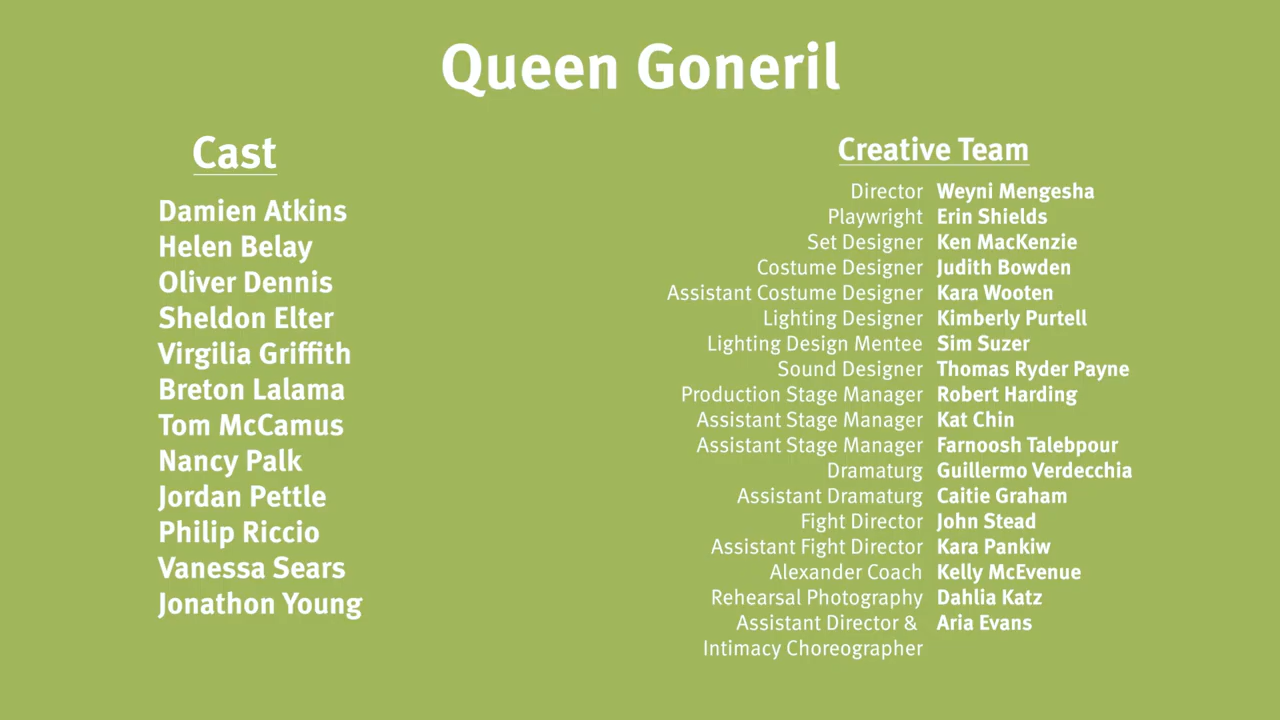 Queen Goneril
Cast
Damien Atkins
Helen Belay
Oliver Dennis
Sheldon Elter
Virgilia Griffith
Breton Lalama
Tom McCamus
Nancy Palk
Jordan Pettle
Philip Riccio
Vanessa Sears
Jonathon Young
Creative Team
Director Weyni Mengesha
Playwright Erin Shields
Set Designer Ken MacKenzie
Costume Designer Judith Bowden
Assistant Costume Designer Kara Wooten
Lighting Designer Kimberly Purtell
Lighting Design Mentee Sim Suzer
Sound Designer Thomas Ryder Payne
Production Stage Manager Robert Harding
Assistant Stage Manager Kat Chin
Assistant Stage Manager Farnoosh Talebpour
Dramaturg Guillermo Verdecchia
Assistant Dramaturg Caitie Graham
Fight Director John Stead
Assistant Fight Director Kara Pankiw
Alexander Coach Kelly McEvenue
Rehearsal Photography Dahlia Katz
Assistant Director & Aria Evans
Intimacy Choreographer